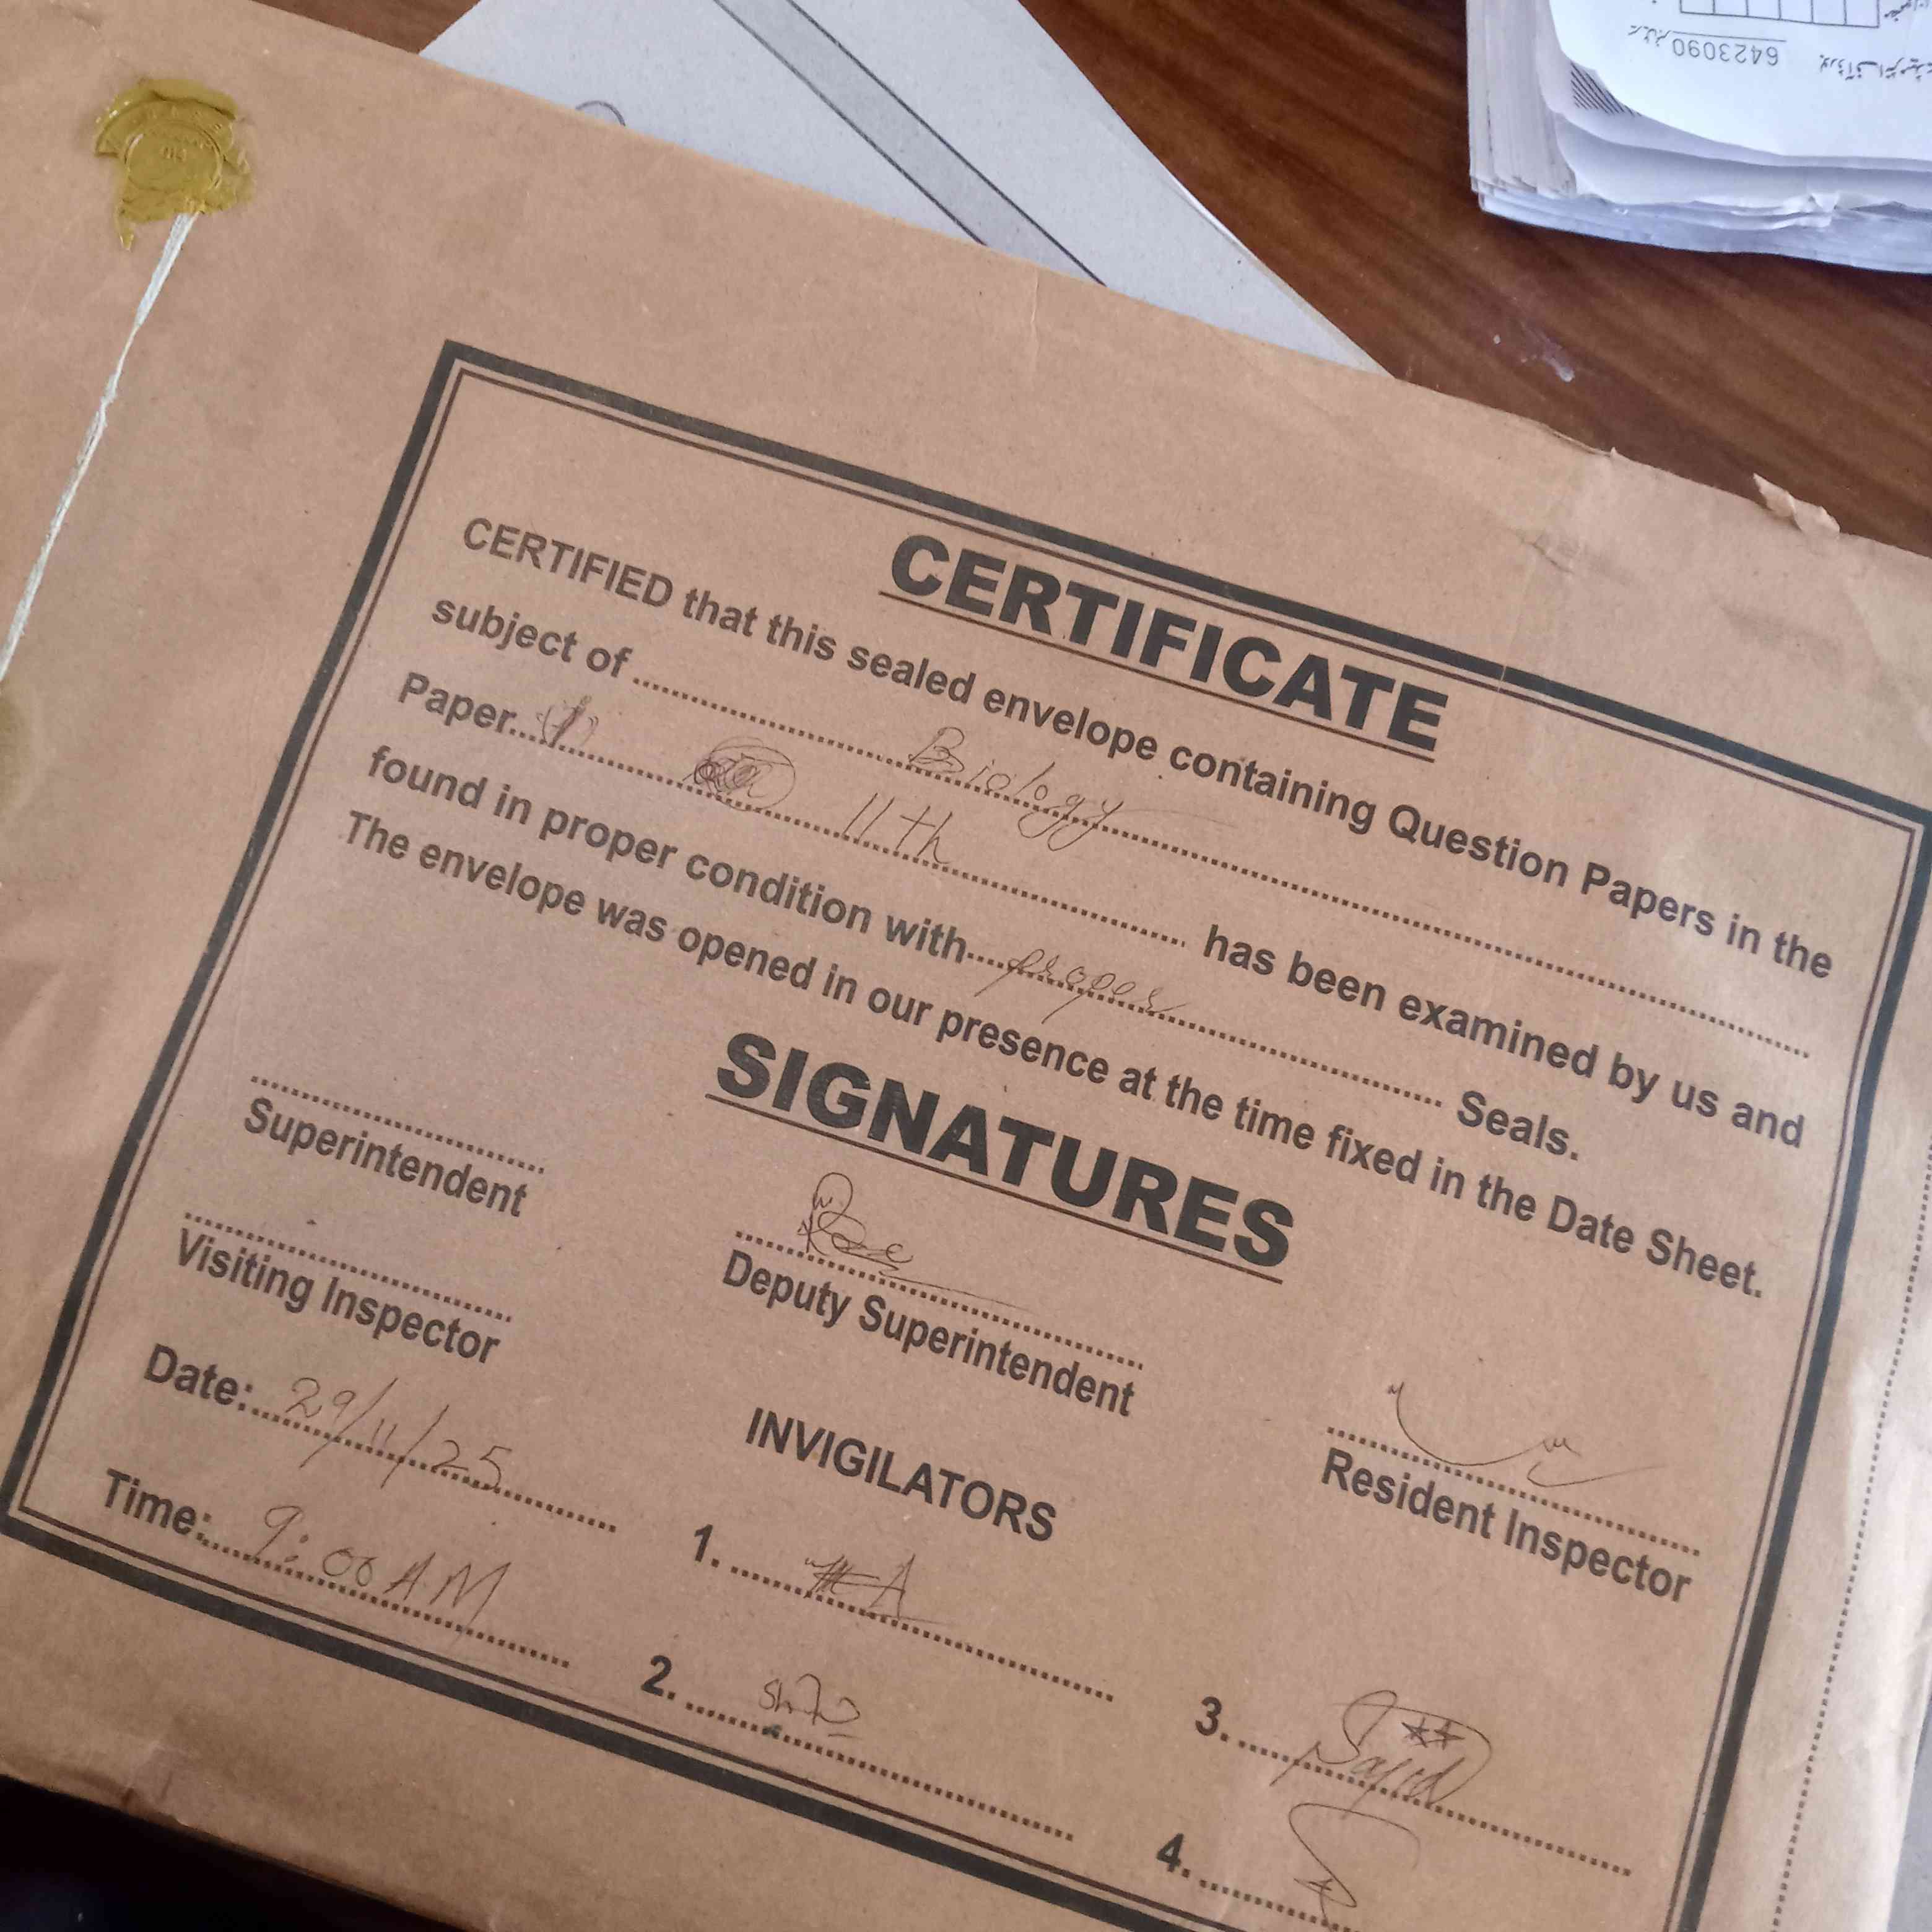 CERTIFICATE
CERTIFIED that this sealed envelope containing Question Papers in the
subject of Biology
Paper 11th has been examined by us and
found in proper condition with proper Seals.
The envelope was opened in our presence at the time fixed in the Date Sheet.
SIGNATURES
Superintendent
Deputy Superintendent
Resident Inspector
Visiting Inspector
INVIGILATORS
Date: 29/11/25
Time: 9:00 AM
1.
2.
3. Sajid
4.
6423090